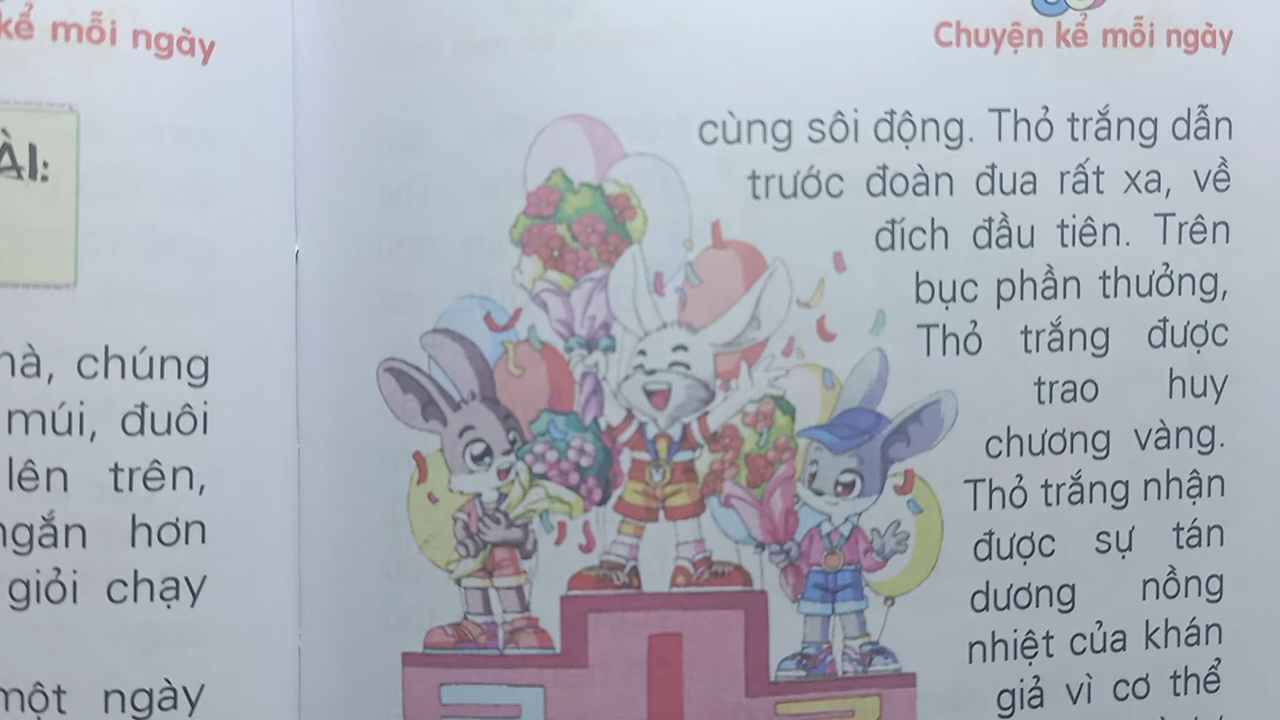 kể mỗi ngày
ÀI:
chúng
múi, đuôi
lên trên,
ngắn hơn
giỏi chạy
một ngày
Chuyện kể mỗi ngày
cùng sôi động. Thỏ trắng dẫn
trước đoàn đua rất xa, về
đích đầu tiên. Trên
bục phần thưởng,
Thỏ trắng được
trao huy
chương vàng.
Thỏ trắng nhận
được sự tán
dương nồng
nhiệt của khán
giả vì cơ thể
1